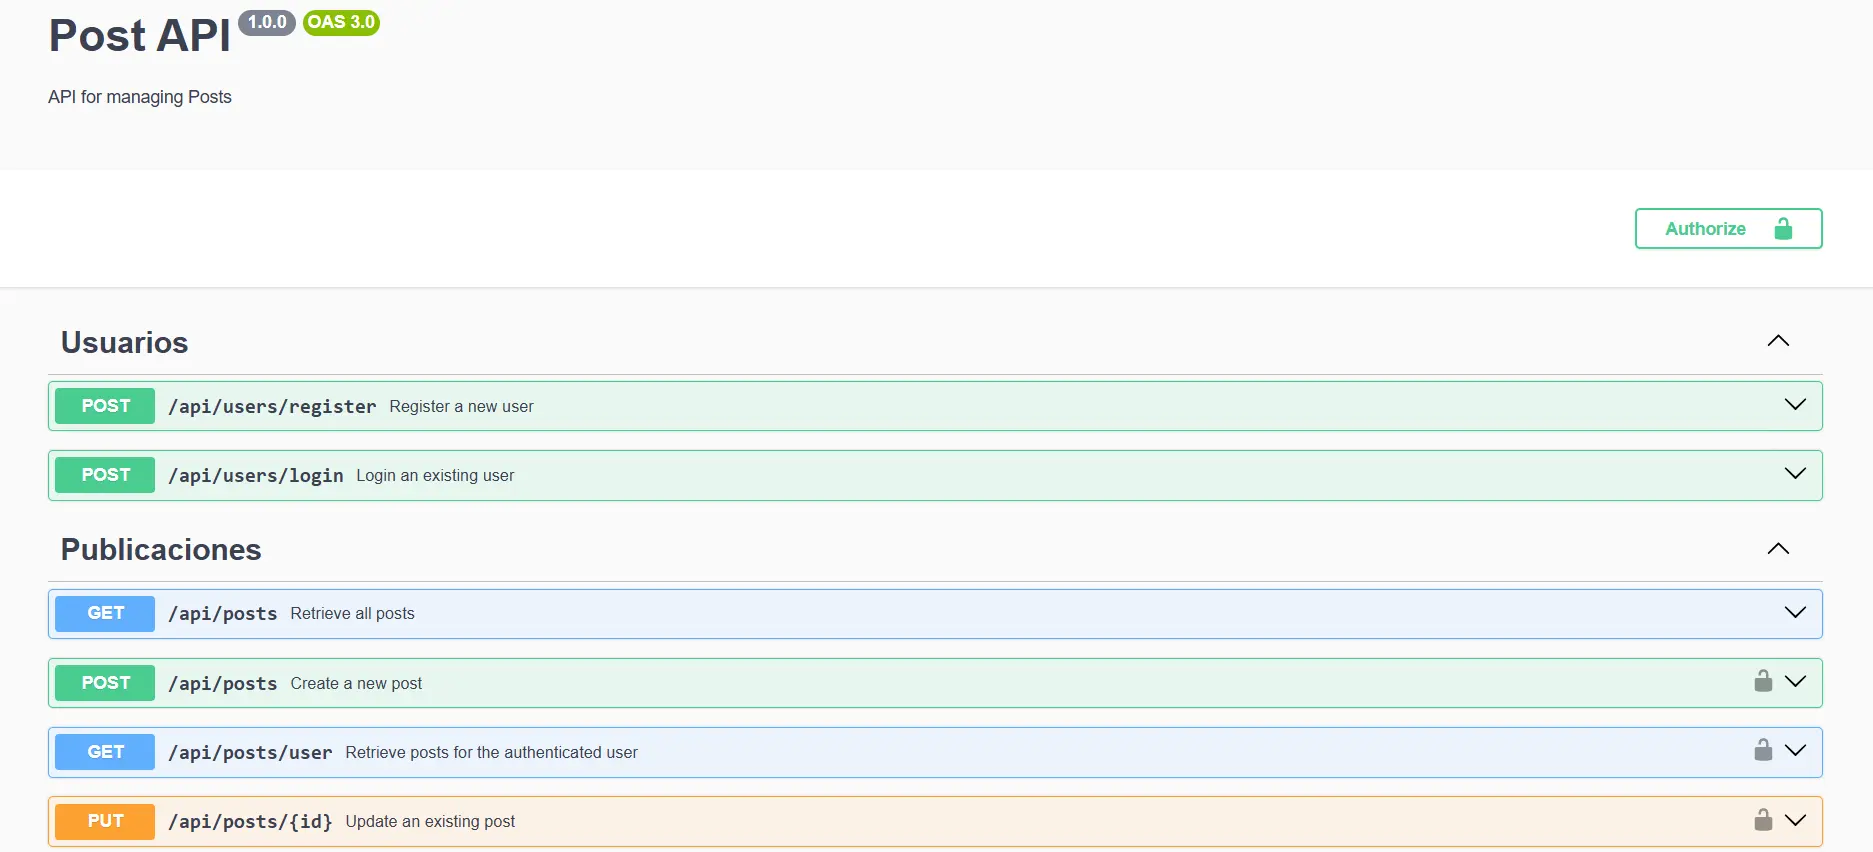 Post API 1.0.0 OAS 3.0
API for managing Posts
Authorize
Usuarios
POST /api/users/register Register a new user
POST /api/users/login Login an existing user
Publicaciones
GET /api/posts Retrieve all posts
POST /api/posts Create a new post
GET /api/posts/user Retrieve posts for the authenticated user
PUT /api/posts/{id} Update an existing post